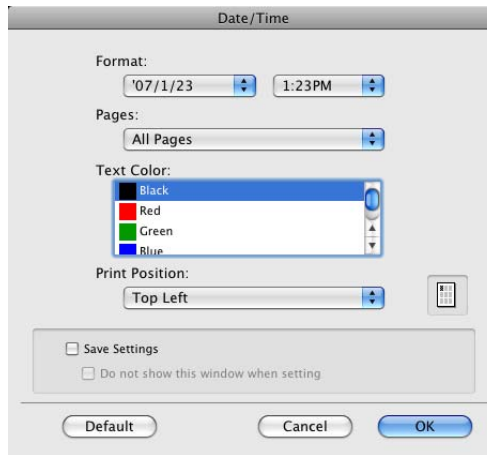 Date/Time
Format:
'07/1/23 1:23PM
Pages:
All Pages
Text Color:
Black
Red
Green
Blue
Print Position:
Top Left
Save Settings
Do not show this window when setting
Default Cancel OK